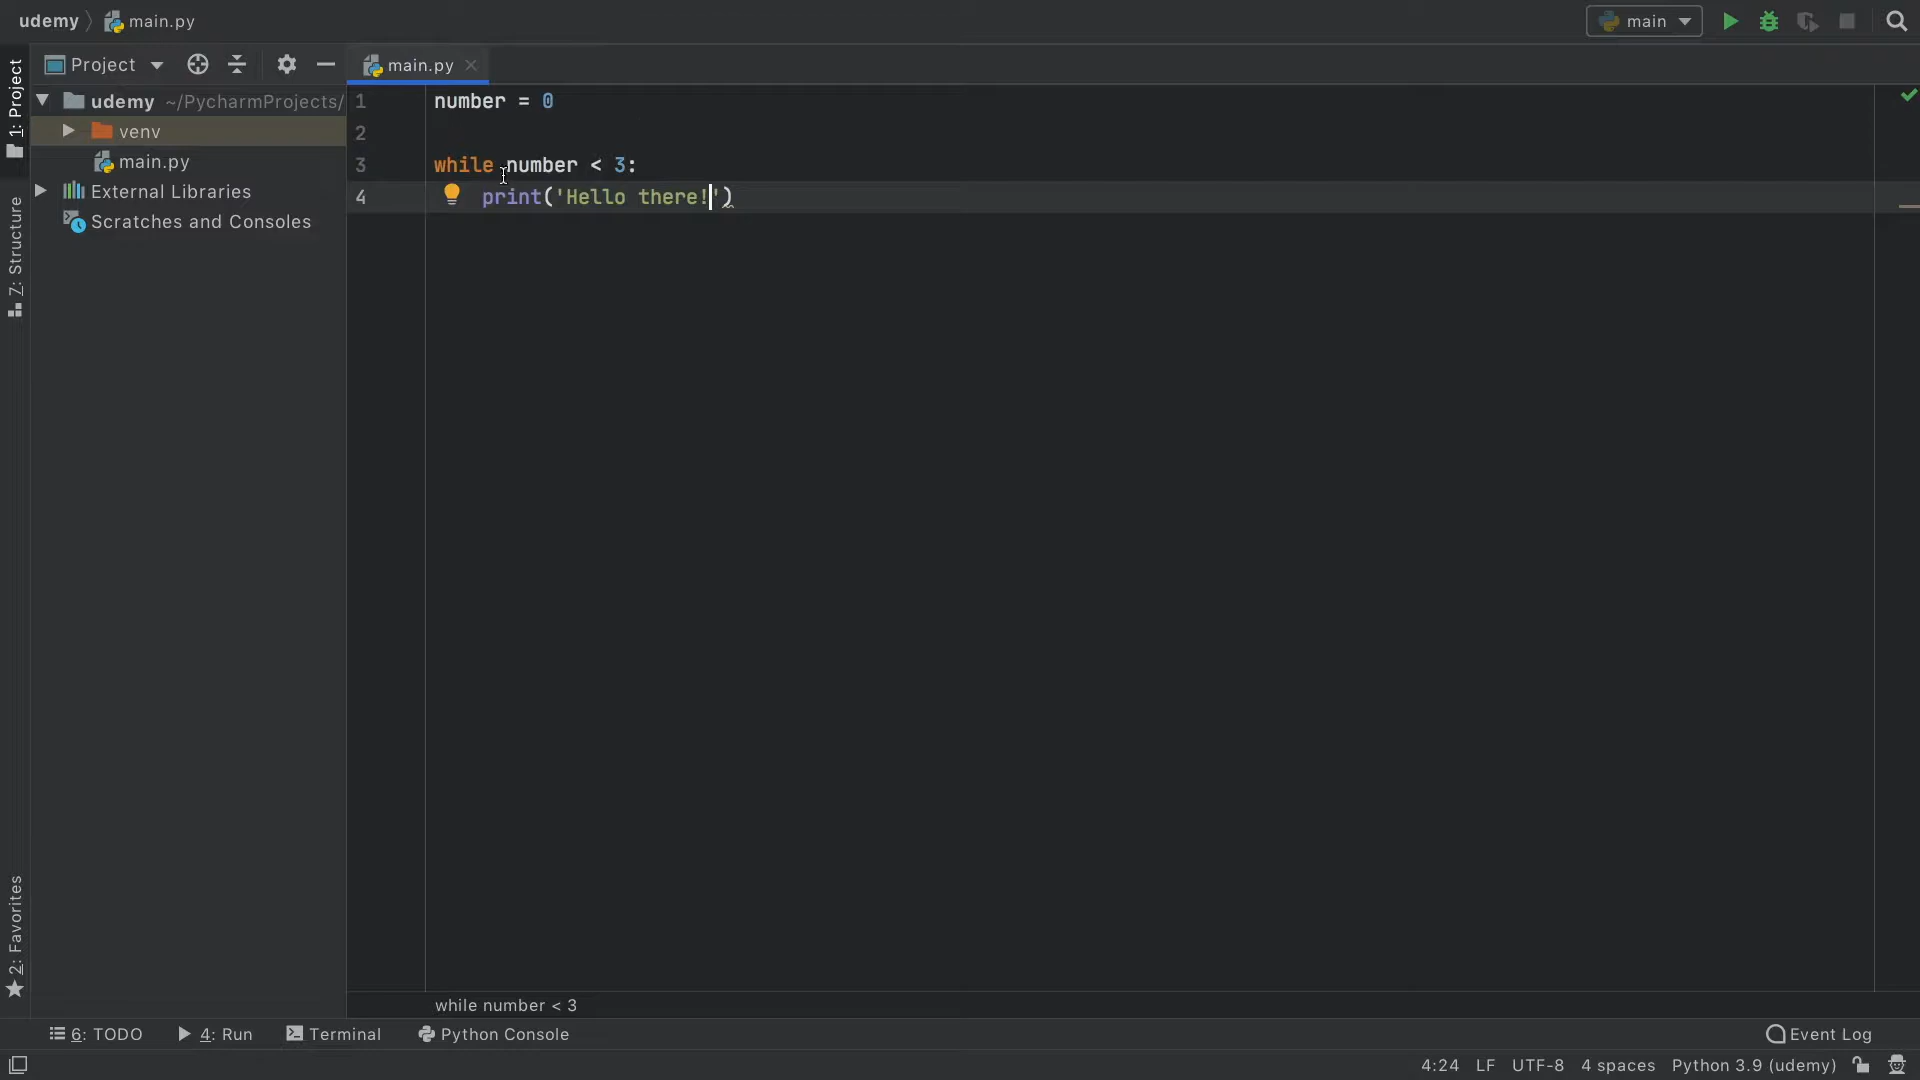 udemy main.py
main
Project
main.py
1: Project
udemy ~/PycharmProjects/
venv
main.py
External Libraries
Scratches and Consoles
Z: Structure
2: Favorites
1 number = 0
2
3 while number < 3:
4 print('Hello there!')
while number < 3
6: TODO 4: Run Terminal Python Console Event Log
4:24 LF UTF-8 4 spaces Python 3.9 (udemy)